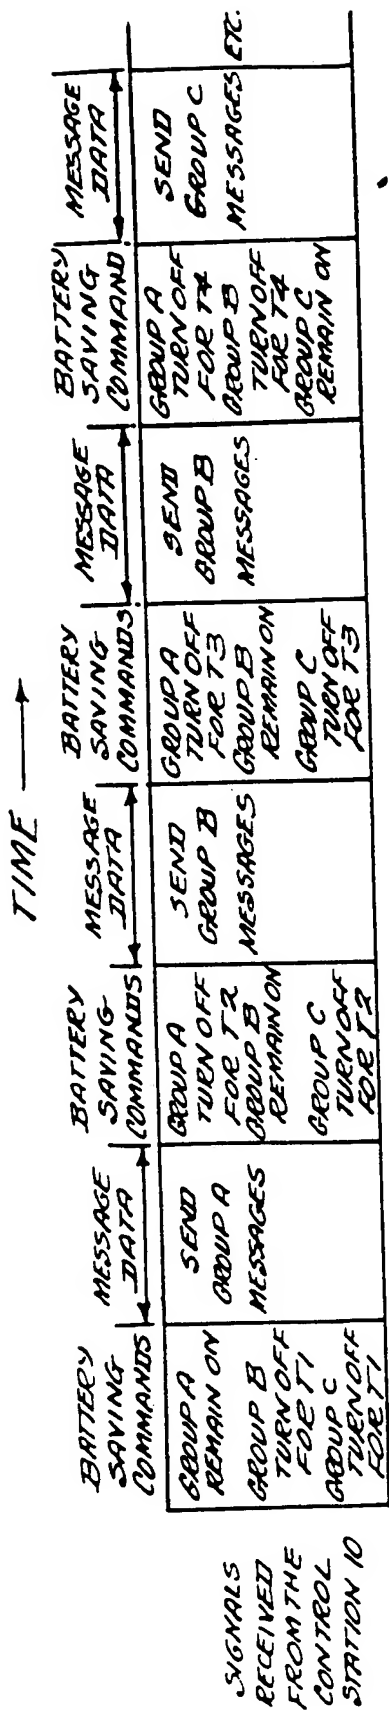 TIME
BATTERY
SAVING
COMMANDS
MESSAGE
DATA
BATTERY
SAVING
COMMANDS
MESSAGE
DATA
BATTERY
SAVING
COMMANDS
MESSAGE
DATA
BATTERY
SAVING
COMMAND
MESSAGE
DATA
SIGNALS
RECEIVED
FROM THE
CONTROL
STATION 10
GROUP A
REMAIN ON
GROUP B
TURN OFF
FOR T1
GROUP C
TURN OFF
FOR T1
SEND
GROUP A
MESSAGES
GROUP A
TURN OFF
FOR T2
GROUP B
REMAIN ON
GROUP C
TURN OFF
FOR T2
SEND
GROUP B
MESSAGES
GROUP A
TURN OFF
FOR T3
GROUP B
REMAIN ON
GROUP C
TURN OFF
FOR T3
SEND
GROUP B
MESSAGES
GROUP A
TURN OFF
FOR T4
GROUP B
TURN OFF
FOR T4
GROUP C
REMAIN ON
SEND
GROUP C
MESSAGES
ETC.